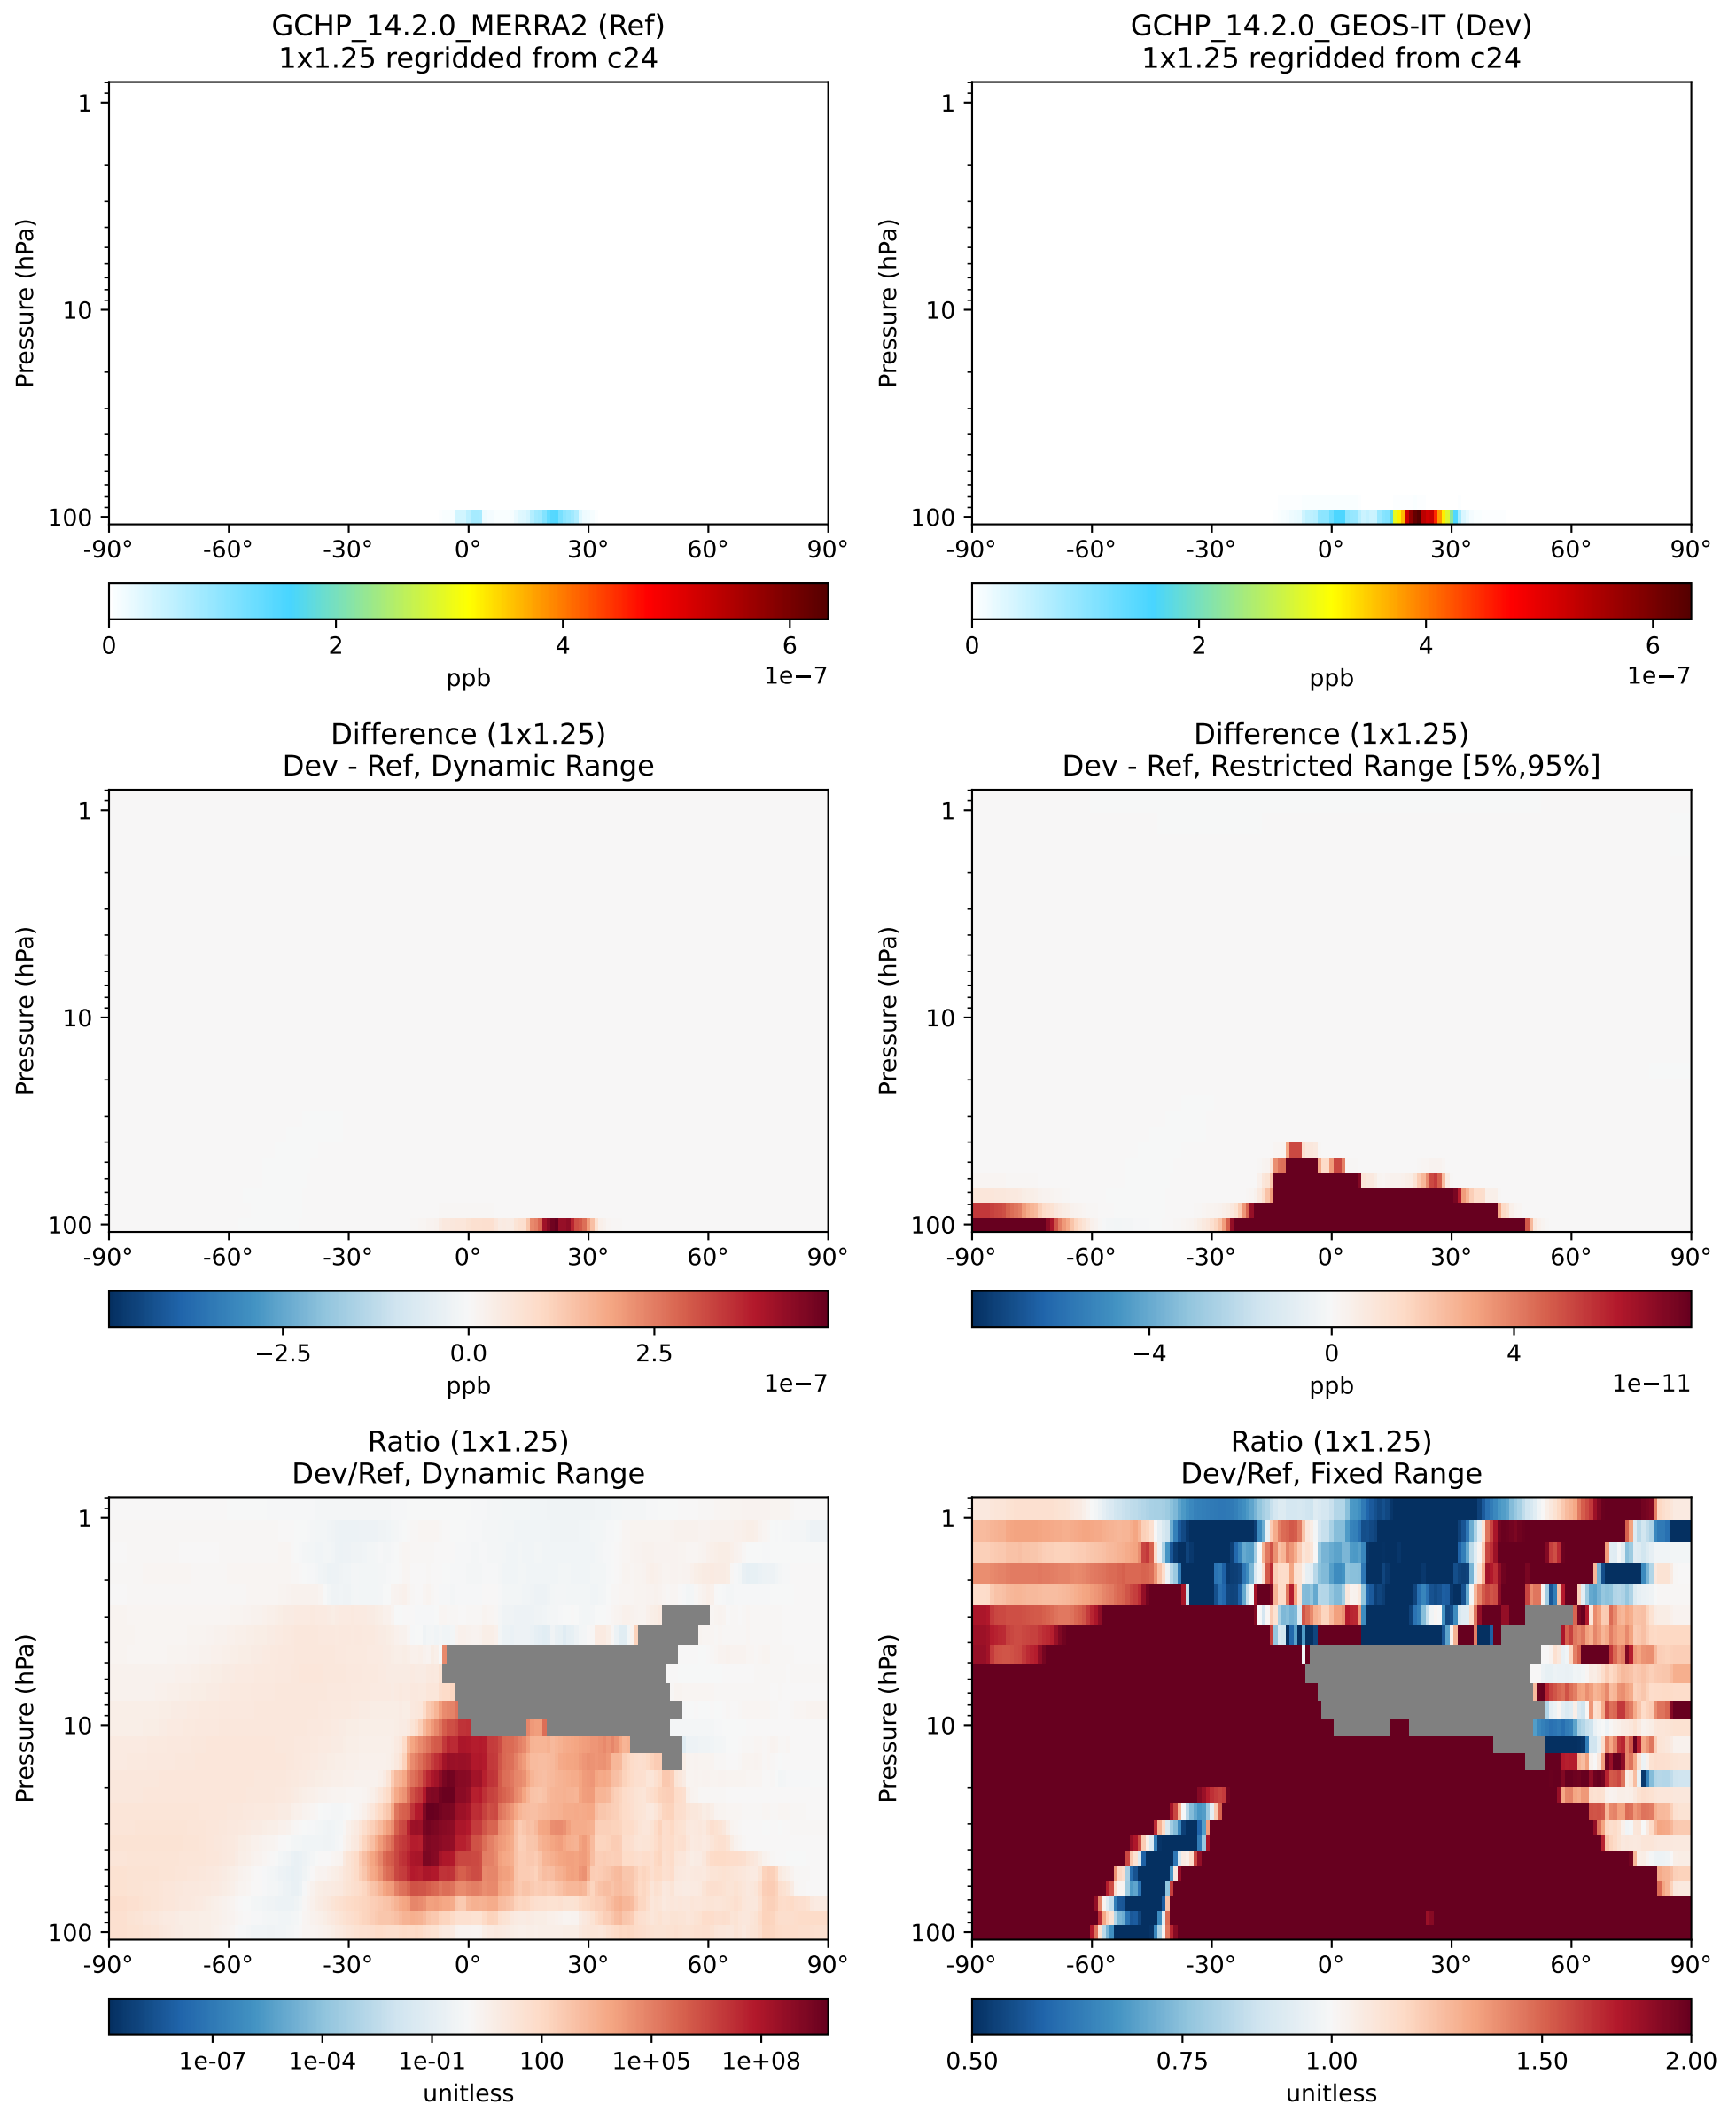 GCHP_14.2.0_MERRA2 (Ref)
1x1.25 regridded from c24
Pressure (hPa)
1
10
100
-90° -60° -30° 0° 30° 60° 90°
0 2 4 6
1e−7
ppb
GCHP_14.2.0_GEOS-IT (Dev)
1x1.25 regridded from c24
Pressure (hPa)
1
10
100
-90° -60° -30° 0° 30° 60° 90°
0 2 4 6
1e−7
ppb
Difference (1x1.25)
Dev - Ref, Dynamic Range
Pressure (hPa)
1
10
100
-90° -60° -30° 0° 30° 60° 90°
−2.5 0.0 2.5
1e−7
ppb
Difference (1x1.25)
Dev - Ref, Restricted Range [5%,95%]
Pressure (hPa)
1
10
100
-90° -60° -30° 0° 30° 60° 90°
−4 0 4
1e−11
ppb
Ratio (1x1.25)
Dev/Ref, Dynamic Range
Pressure (hPa)
1
10
100
-90° -60° -30° 0° 30° 60° 90°
1e-07 1e-04 1e-01 100 1e+05 1e+08
unitless
Ratio (1x1.25)
Dev/Ref, Fixed Range
Pressure (hPa)
1
10
100
-90° -60° -30° 0° 30° 60° 90°
0.50 0.75 1.00 1.50 2.00
unitless